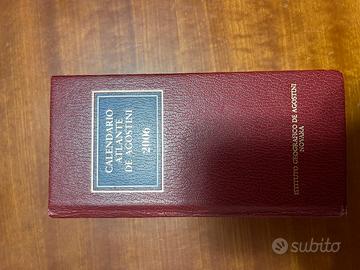 CALENDARIO
ATLANTE
DE AGOSTINI
2006
ISTITUTO GEOGRAFICO DE AGOSTINI
NOVARA
subito